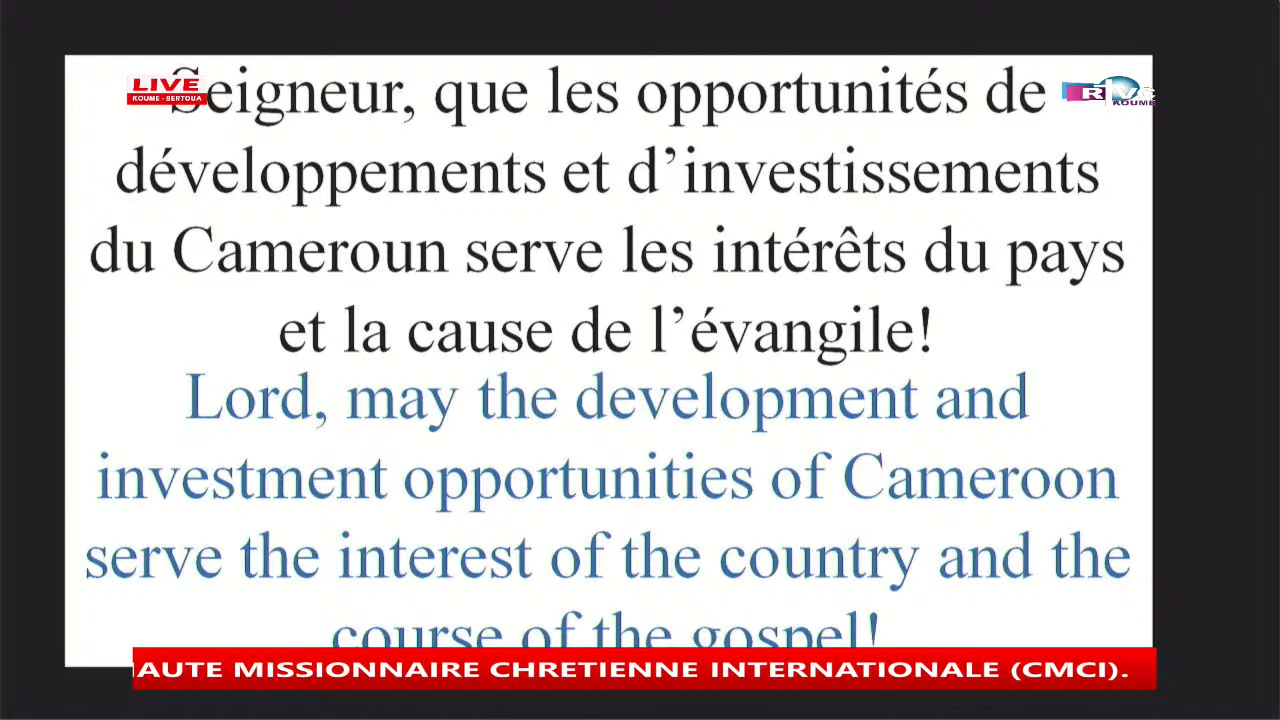 LIVE
KOUME - BERTOUA
Seigneur, que les opportunités de
développements et d’investissements
du Cameroun serve les intérêts du pays
et la cause de l’évangile!
Lord, may the development and
investment opportunities of Cameroon
serve the interest of the country and the
course of the gospel!
KOUME
AUTE MISSIONNAIRE CHRETIENNE INTERNATIONALE (CMCI).